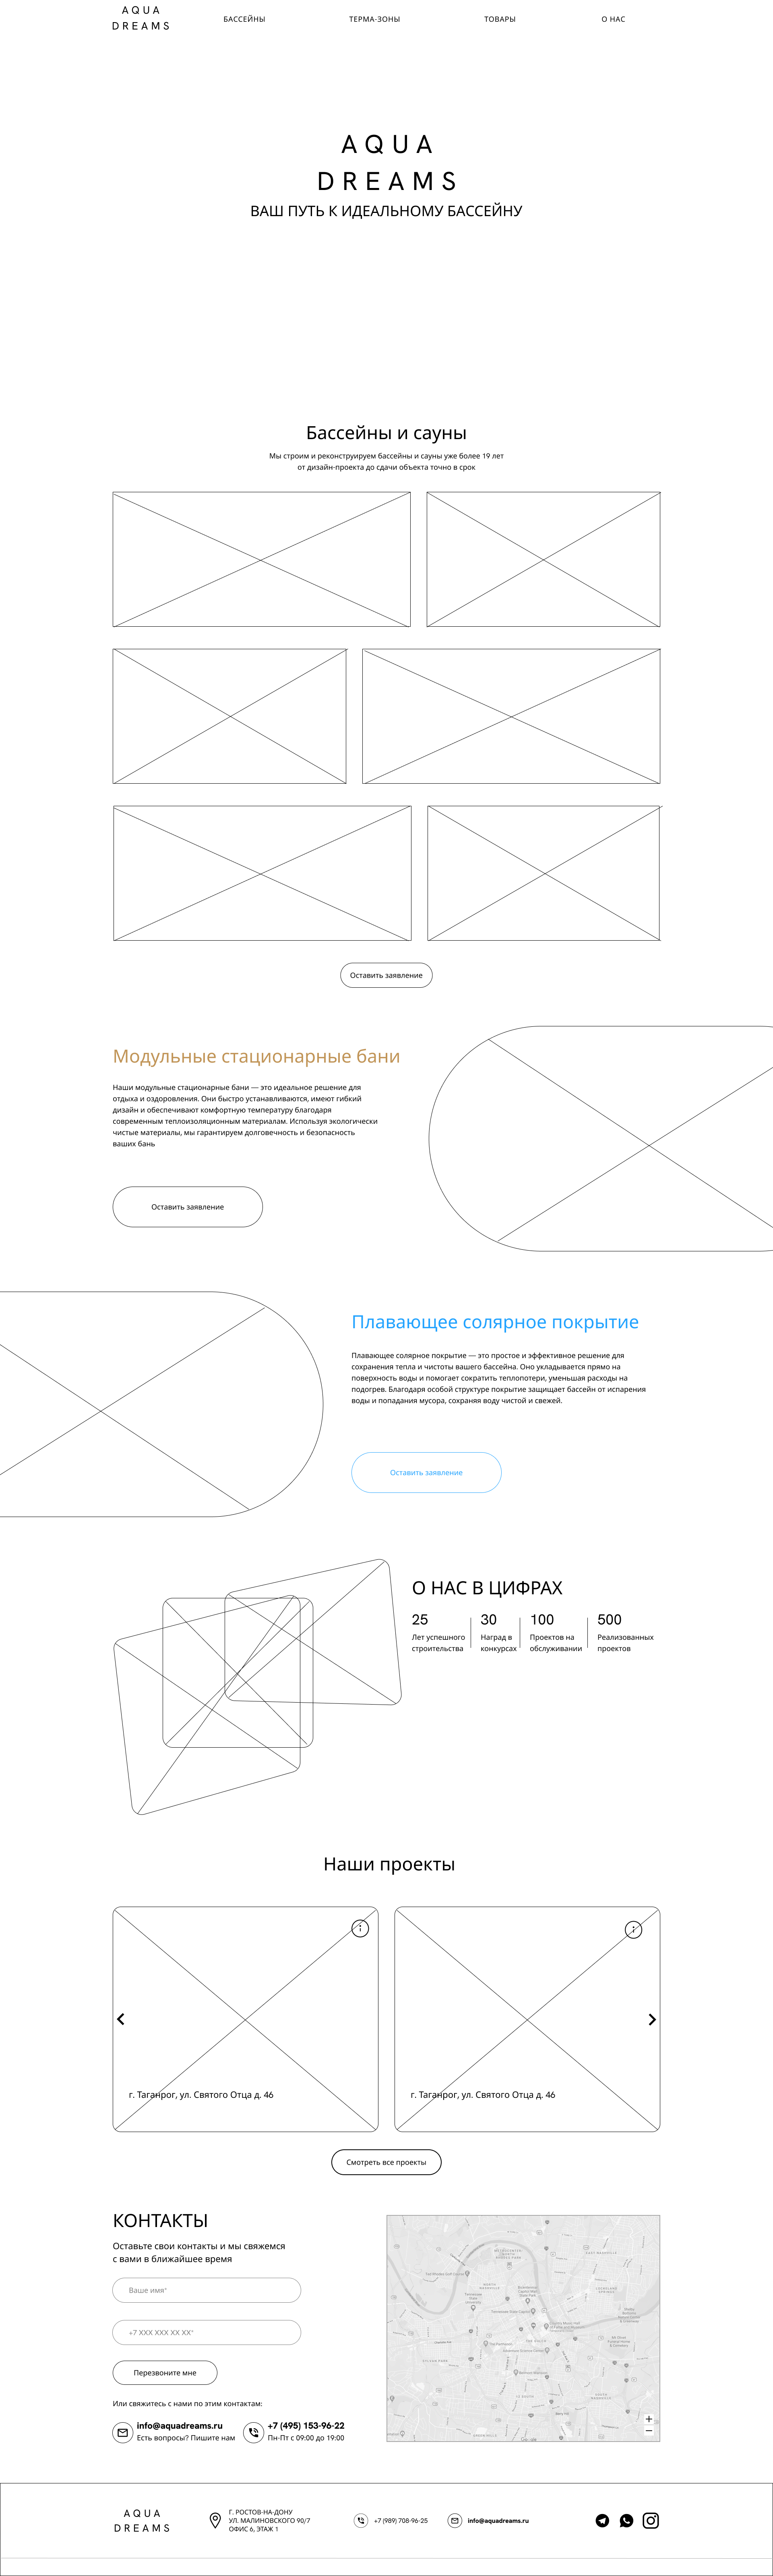 AQUA
DREAMS
БАССЕЙНЫ
ТЕРМА-ЗОНЫ
ТОВАРЫ
О НАС
AQUA
DREAMS
ВАШ ПУТЬ К ИДЕАЛЬНОМУ БАССЕЙНУ
Бассейны и сауны
Мы строим и реконструируем бассейны и сауны уже более 19 лет
от дизайн-проекта до сдачи объекта точно в срок
Оставить заявление
Модульные стационарные бани
Наши модульные стационарные бани — это идеальное решение для
отдыха и оздоровления. Они быстро устанавливаются, имеют гибкий
дизайн и обеспечивают комфортную температуру благодаря
современным теплоизоляционным материалам. Используя экологически
чистые материалы, мы гарантируем долговечность и безопасность
ваших бань
Оставить заявление
Плавающее солярное покрытие
Плавающее солярное покрытие — это простое и эффективное решение для
сохранения тепла и чистоты вашего бассейна. Оно укладывается прямо на
поверхность воды и помогает сократить теплопотери, уменьшая расходы на
подогрев. Благодаря особой структуре покрытие защищает бассейн от испарения
воды и попадания мусора, сохраняя воду чистой и свежей.
Оставить заявление
О НАС В ЦИФРАХ
25
Лет успешного
строительства
30
Наград в
конкурсах
100
Проектов на
обслуживании
500
Реализованных
проектов
Наши проекты
г. Таганрог, ул. Святого Отца д. 46
г. Таганрог, ул. Святого Отца д. 46
Смотреть все проекты
КОНТАКТЫ
Оставьте свои контакты и мы свяжемся
с вами в ближайшее время
Ваше имя*
+7 XXX XXX XX XX*
Перезвоните мне
Или свяжитесь с нами по этим контактам:
info@aquadreams.ru
Есть вопросы? Пишите нам
+7 (495) 153-96-22
Пн-Пт с 09:00 до 19:00
AQUA
DREAMS
Г. РОСТОВ-НА-ДОНУ
УЛ. МАЛИНОВСКОГО 90/7
ОФИС 6, ЭТАЖ 1
+7 (989) 708-96-25
info@aquadreams.ru